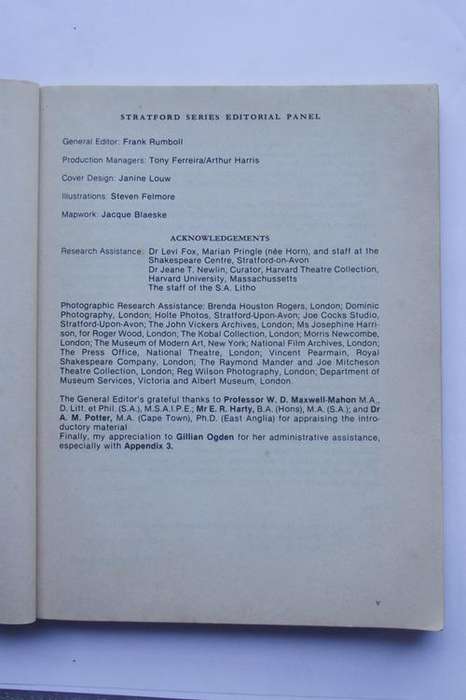 STRATFORD SERIES EDITORIAL PANEL
General Editor: Frank Rumboll
Production Managers: Tony Ferreira/Arthur Harris
Cover Design: Janine Louw
Illustrations: Steven Felmore
Mapwork: Jacque Blaeske
ACKNOWLEDGEMENTS
Research Assistance: Dr Levi Fox, Marian Pringle (née Horn), and staff at the
Shakespeare Centre, Stratford-on-Avon
Dr Jeane T. Newlin, Curator, Harvard Theatre Collection,
Harvard University, Massachussetts
The staff of the S.A. Litho
Photographic Research Assistance: Brenda Houston Rogers, London; Dominic
Photography, London; Holte Photos, Stratford-Upon-Avon; Joe Cocks Studio,
Stratford-Upon-Avon; The John Vickers Archives, London; Ms Josephine Harri-
son, for Roger Wood, London; The Kobal Collection, London; Morris Newcombe,
London; The Museum of Modern Art, New York; National Film Archives, London;
The Press Office, National Theatre, London; Vincent Pearmain, Royal
Shakespeare Company, London; The Raymond Mander and Joe Mitcheson
Theatre Collection, London; Reg Wilson Photography, London; Department of
Museum Services, Victoria and Albert Museum, London.
The General Editor's grateful thanks to Professor W. D. Maxwell-Mahon M.A.,
D. Litt. et Phil. (S.A.), M.S.A.I.P.E.; Mr E. R. Harty, B.A. (Hons), M.A. (S.A.); and Dr
A. M. Potter, M.A. (Cape Town), Ph.D. (East Anglia) for appraising the intro-
ductory material
Finally, my appreciation to Gillian Ogden for her administrative assistance,
especially with Appendix 3.
v